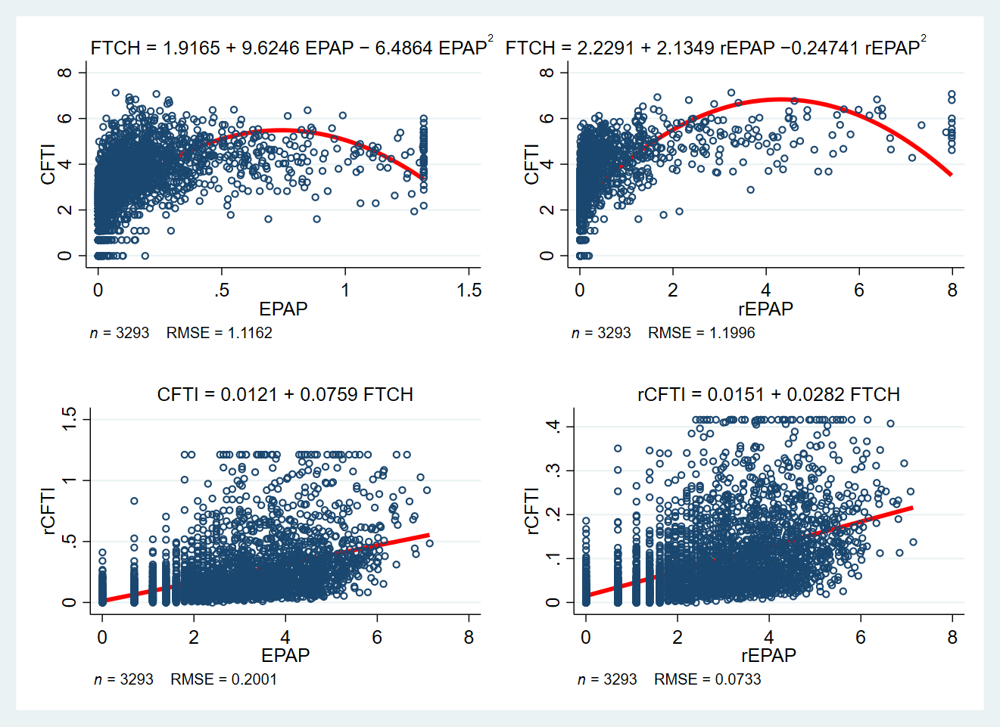 FTCH = 1.9165 + 9.6246 EPAP − 6.4864 EPAP²
CFTI
8
6
4
2
0
0 .5 1 1.5
EPAP
n = 3293 RMSE = 1.1162
FTCH = 2.2291 + 2.1349 rEPAP −0.24741 rEPAP²
CFTI
8
6
4
2
0
0 2 4 6 8
rEPAP
n = 3293 RMSE = 1.1996
CFTI = 0.0121 + 0.0759 FTCH
rCFTI
1.5
1
.5
0
0 2 4 6 8
EPAP
n = 3293 RMSE = 0.2001
rCFTI = 0.0151 + 0.0282 FTCH
rCFTI
.4
.3
.2
.1
0
0 2 4 6 8
rEPAP
n = 3293 RMSE = 0.0733